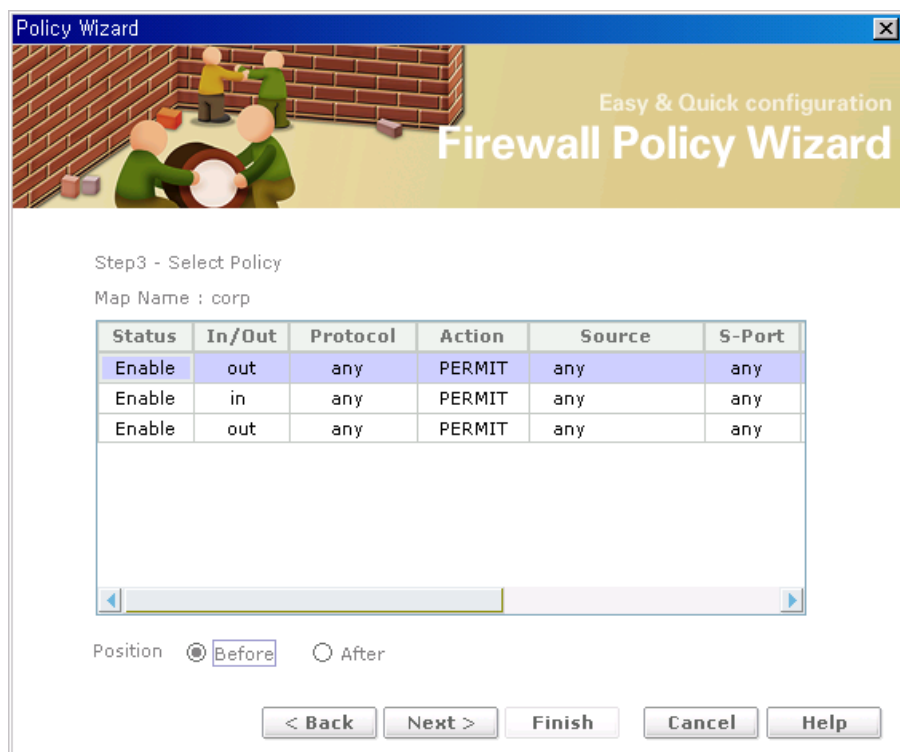 Policy Wizard
Easy & Quick configuration
Firewall Policy Wizard
Step3 - Select Policy
Map Name : corp
Status In/Out Protocol Action Source S-Port
Enable out any PERMIT any any
Enable in any PERMIT any any
Enable out any PERMIT any any
Position Before After
< Back Next > Finish Cancel Help